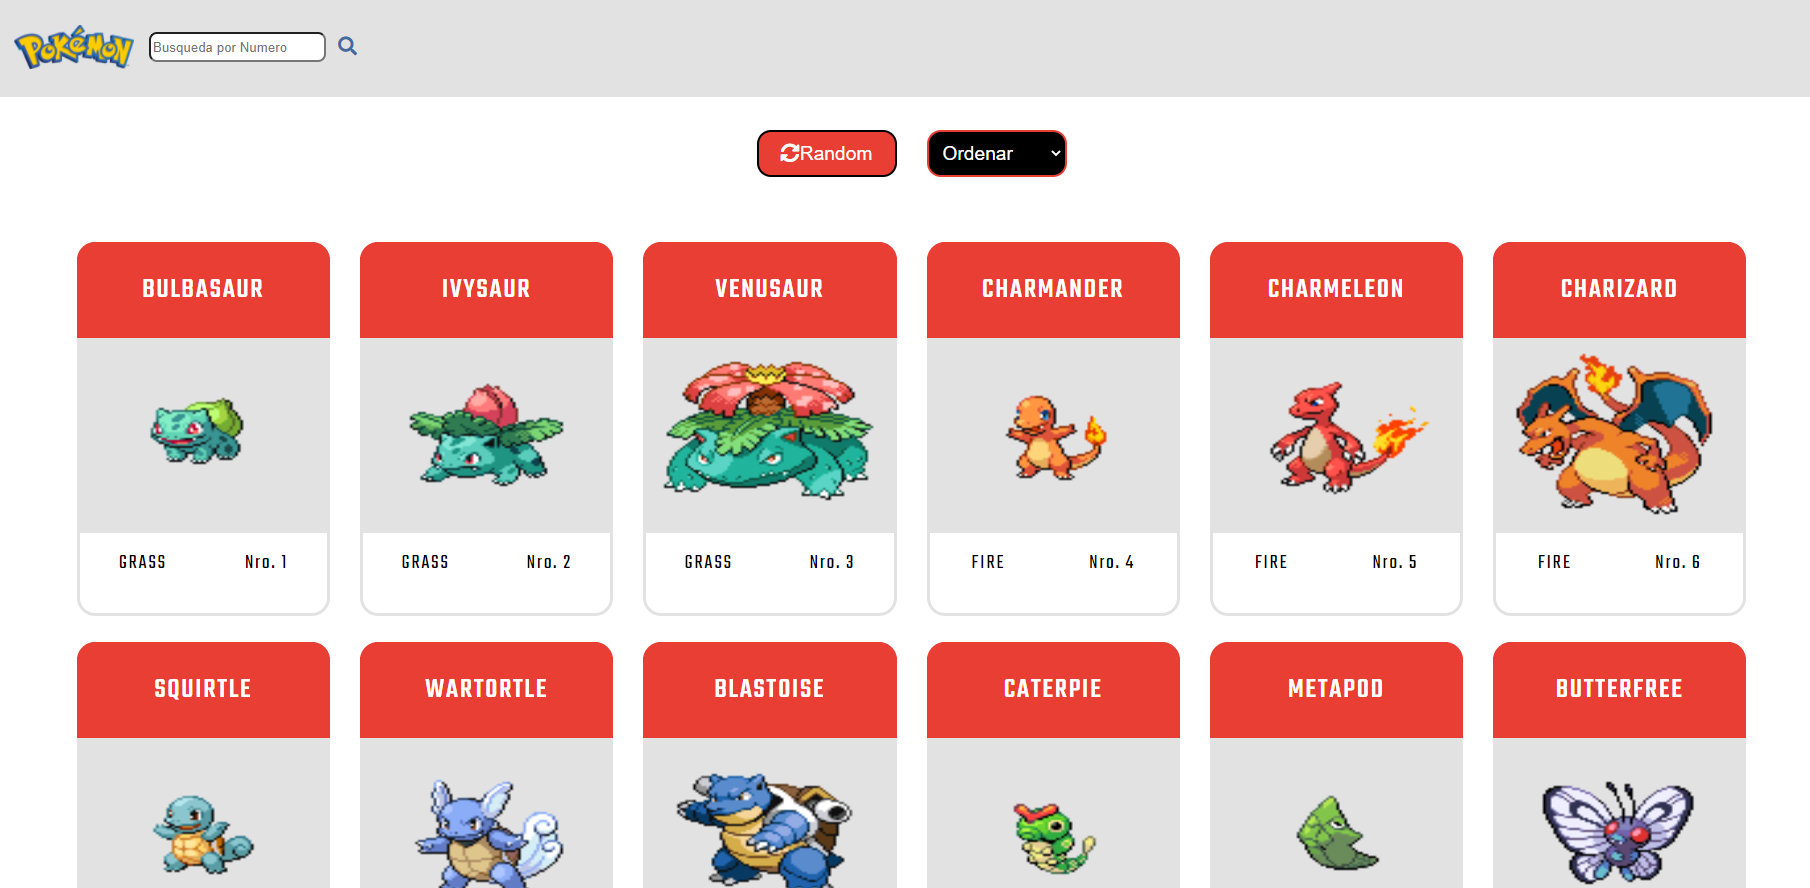 POKéMON
Busqueda por Numero
Random
Ordenar
BULBASAUR
IVYSAUR
VENUSAUR
CHARMANDER
CHARMELEON
CHARIZARD
GRASS Nro. 1
GRASS Nro. 2
GRASS Nro. 3
FIRE Nro. 4
FIRE Nro. 5
FIRE Nro. 6
SQUIRTLE
WARTORTLE
BLASTOISE
CATERPIE
METAPOD
BUTTERFREE